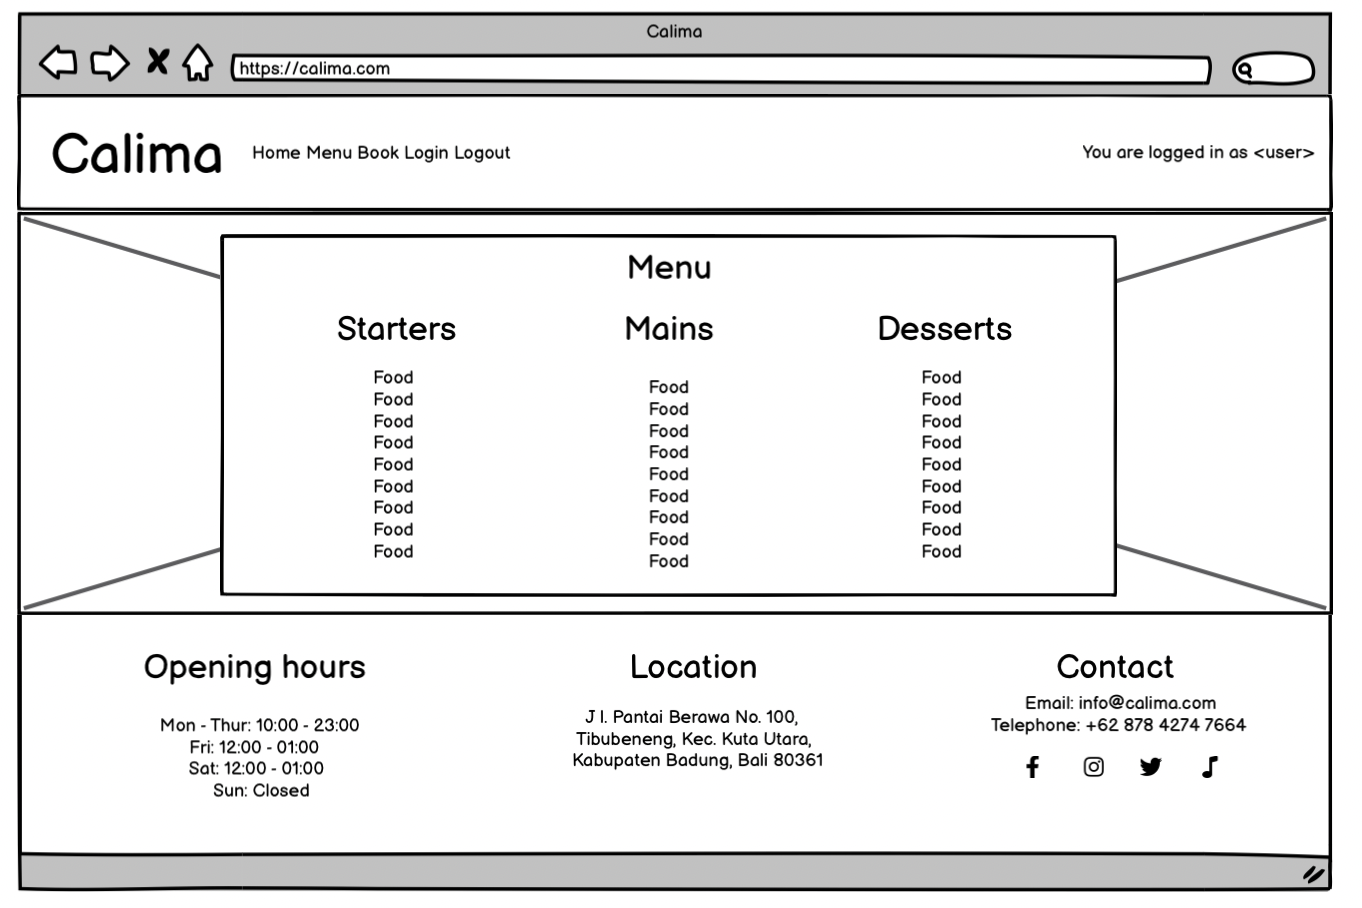 Calima
https://calima.com
Calima
Home Menu Book Login Logout
You are logged in as <user>
Menu
Starters
Food
Food
Food
Food
Food
Food
Food
Food
Food
Mains
Food
Food
Food
Food
Food
Food
Food
Food
Food
Desserts
Food
Food
Food
Food
Food
Food
Food
Food
Food
Opening hours
Mon - Thur: 10:00 - 23:00
Fri: 12:00 - 01:00
Sat: 12:00 - 01:00
Sun: Closed
Location
J l. Pantai Berawa No. 100,
Tibubeneng, Kec. Kuta Utara,
Kabupaten Badung, Bali 80361
Contact
Email: info@calima.com
Telephone: +62 878 4274 7664